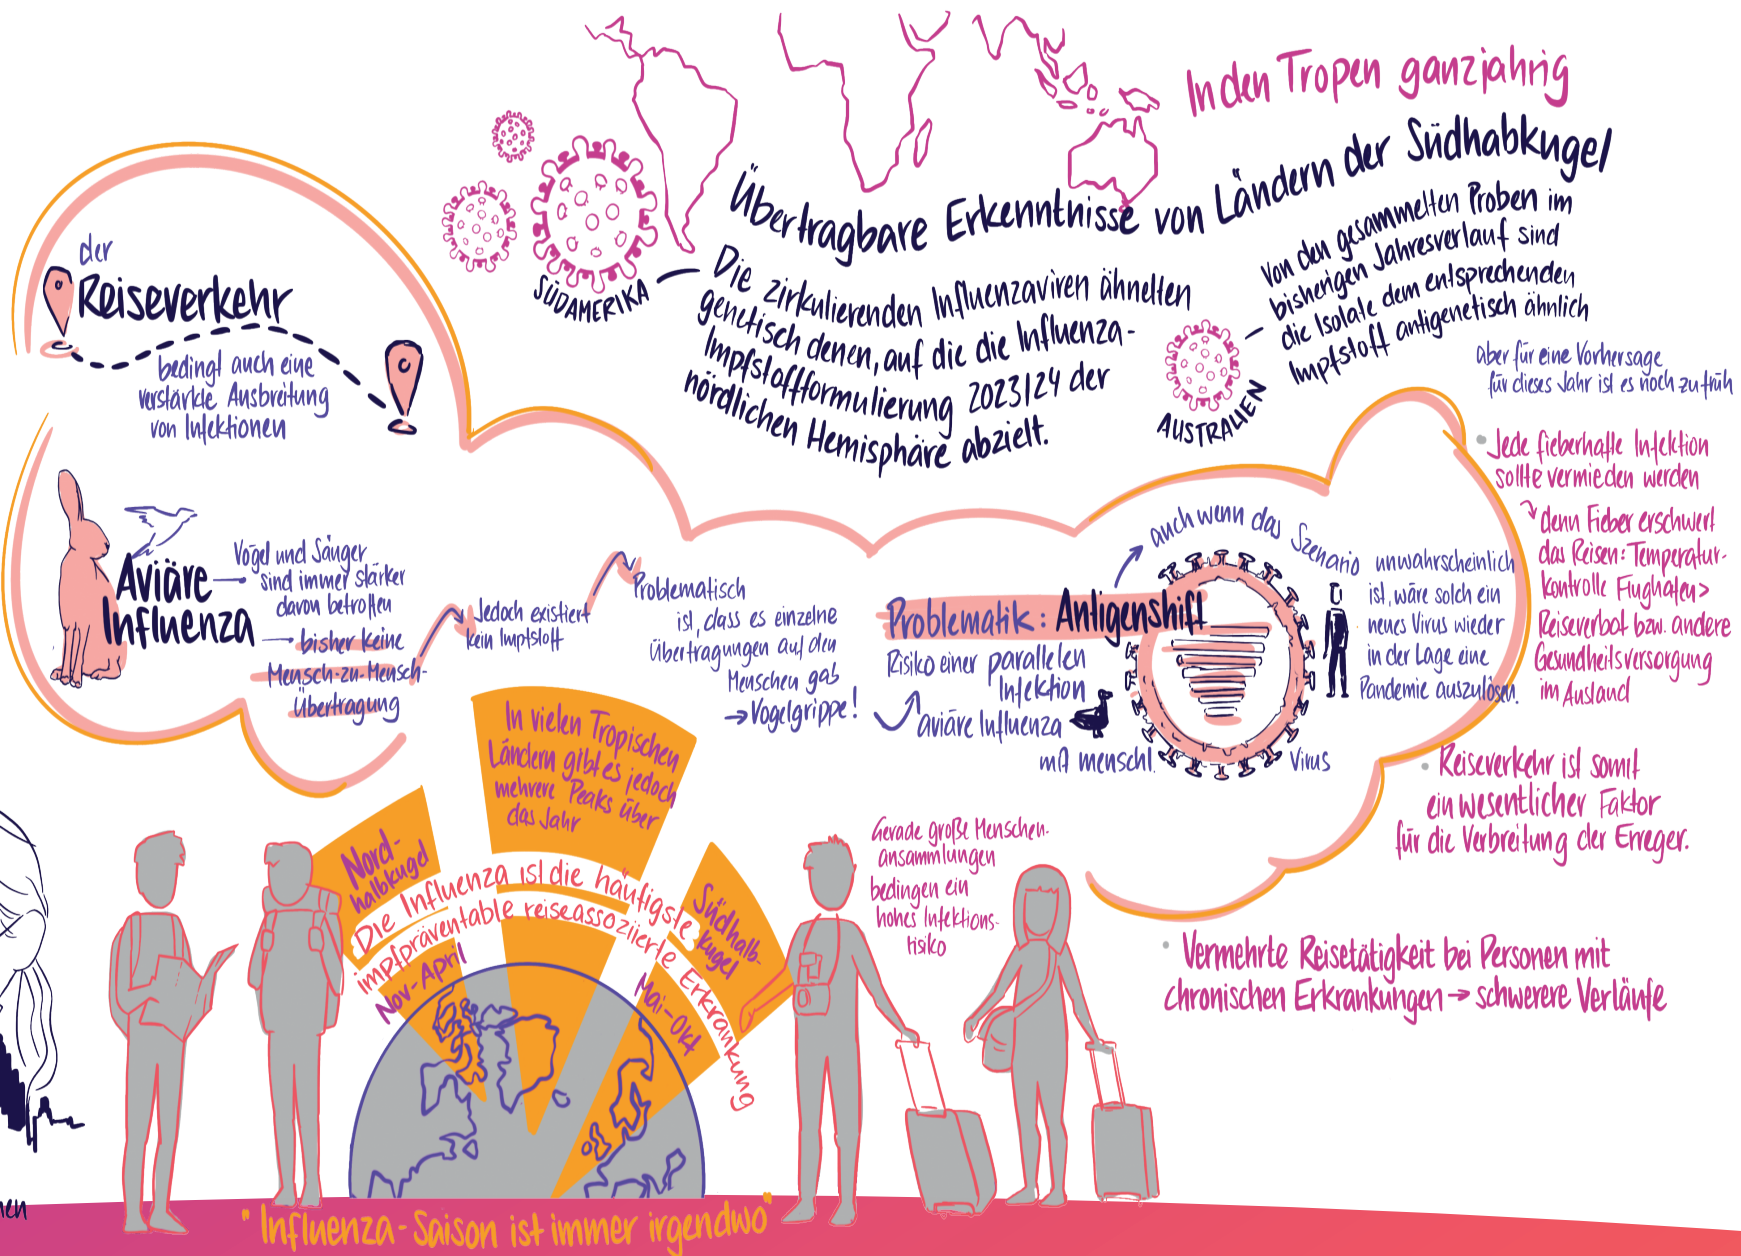 In den Tropen ganzjährig
Übertragbare Erkenntnisse von Ländern der Südhabkugel
SÜDAMERIKA
Die zirkulierenden Influenzaviren ähnelten
genetisch denen, auf die die Influenza-
Impfstoffformulierung 2023/24 der
nördlichen Hemisphäre abzielt.
AUSTRALIEN
Von den gesammelten Proben im
bisherigen Jahresverlauf sind
die Isolate dem entsprechenden
Impfstoff antigenetisch ähnlich
aber für eine Vorhersage
für dieses Jahr ist es noch zu früh
der
Reiseverkehr
bedingt auch eine
verstärkte Ausbreitung
von Infektionen
Aviäre
Influenza
Vögel und Säuger
sind immer stärker
davon betroffen
bisher keine
Mensch-zu-Mensch-
Übertragung
Jedoch existiert
kein Impfstoff
Problematisch
ist, dass es einzelne
Übertragungen auf den
Menschen gab
→ Vogelgrippe!
Problematik: Antigenshift
Risiko einer parallelen
Infektion
aviäre Influenza
mit menschl. Virus
auch wenn das Szenario
unwahrscheinlich
ist, wäre solch ein
neues Virus wieder
in der Lage eine
Pandemie auszulösen.
• Jede fieberhafte Infektion
sollte vermieden werden
denn Fieber erschwert
das Reisen: Temperatur-
kontrolle Flughafen>
Reiseverbot bzw. andere
Gesundheitsversorgung
im Ausland
• Reiseverkehr ist somit
ein wesentlicher Faktor
für die Verbreitung der Erreger.
• Vermehrte Reisetätigkeit bei Personen mit
chronischen Erkrankungen → schwerere Verläufe
Nord-
halbkugel
In vielen Tropischen
Ländern gibt es jedoch
mehrere Peaks über
das Jahr
Südhalb-
kugel
Die Influenza ist die häufigste
impfpräventable reiseassoziierte Erkrankung
Nov-April
Mai-Okt
Gerade große Menschen-
ansammlungen
bedingen ein
hohes Infektions-
risiko
"Influenza-Saison ist immer irgendwo"